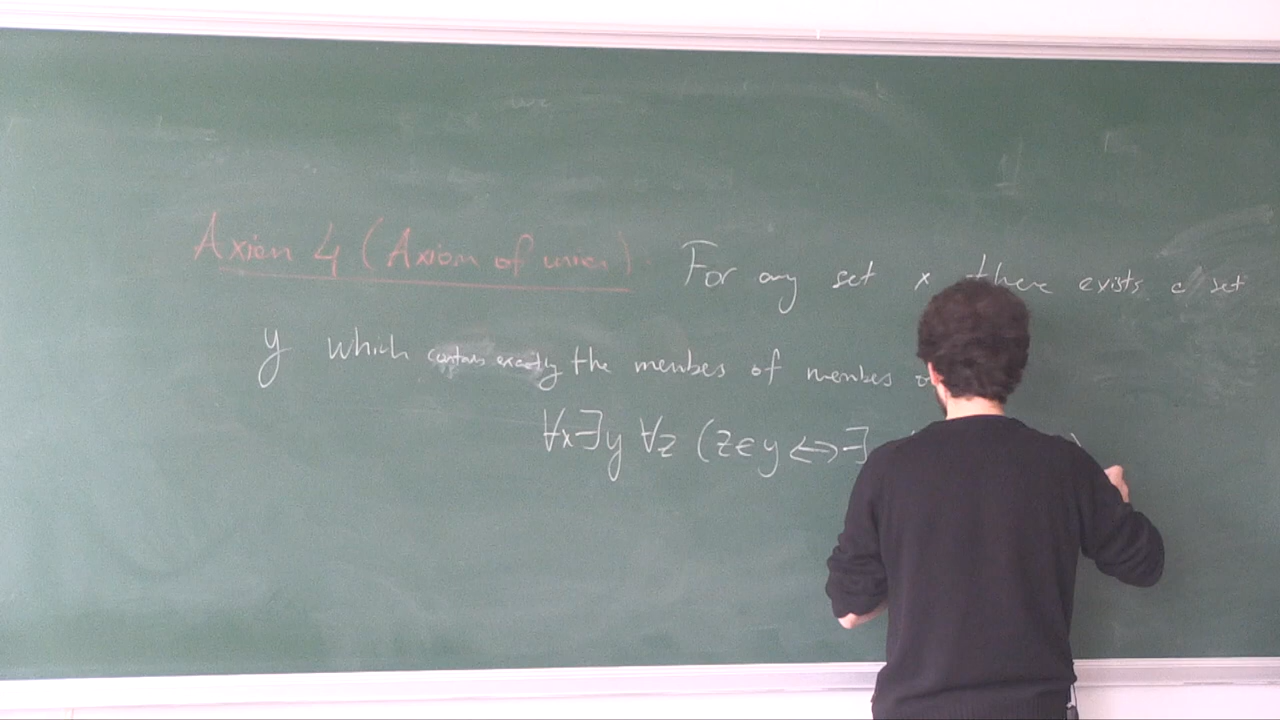 Axiom 4 (Axiom of union) For any set x there exists a set
y which contains exactly the members of members
∀x∃y ∀z (z∈y ⟺ ∃